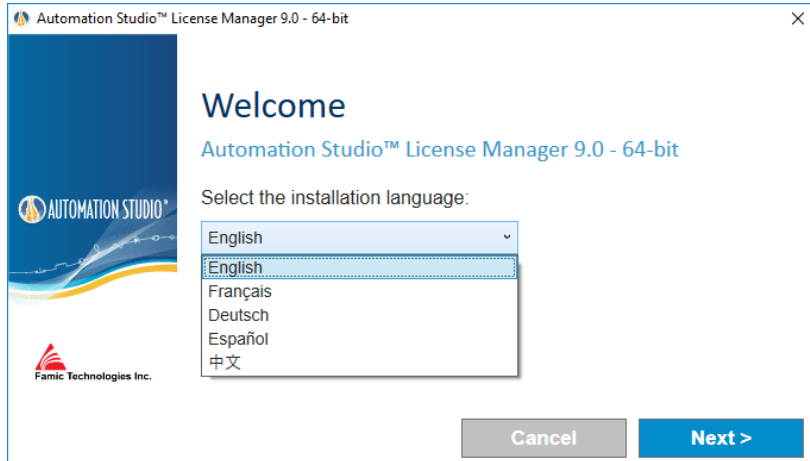 Automation Studio™ License Manager 9.0 - 64-bit
Welcome
Automation Studio™ License Manager 9.0 - 64-bit
AUTOMATION STUDIO™
Select the installation language:
English
English
Français
Deutsch
Español
中文
Famic Technologies Inc.
Cancel
Next >